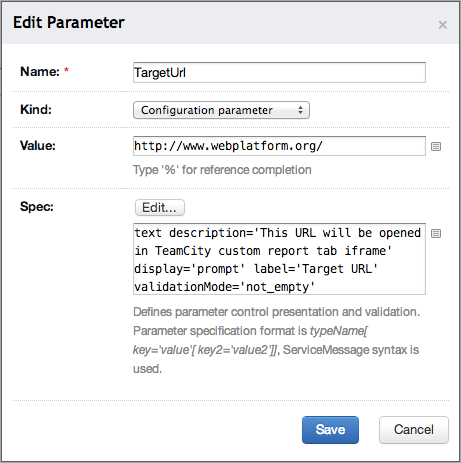 Edit Parameter ×
Name: * TargetUrl
Kind: Configuration parameter
Value: http://www.webplatform.org/
Type '%' for reference completion
Spec: Edit...
text description='This URL will be opened
in TeamCity custom report tab iframe'
display='prompt' label='Target URL'
validationMode='not_empty'
Defines parameter control presentation and validation.
Parameter specification format is typeName[
key='value'[ key2='value2']], ServiceMessage syntax is
used.
Save Cancel